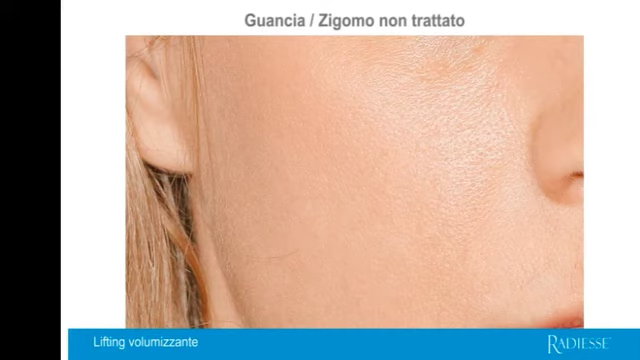 Guancia / Zigomo non trattato
Lifting volumizzante
RADIESSE